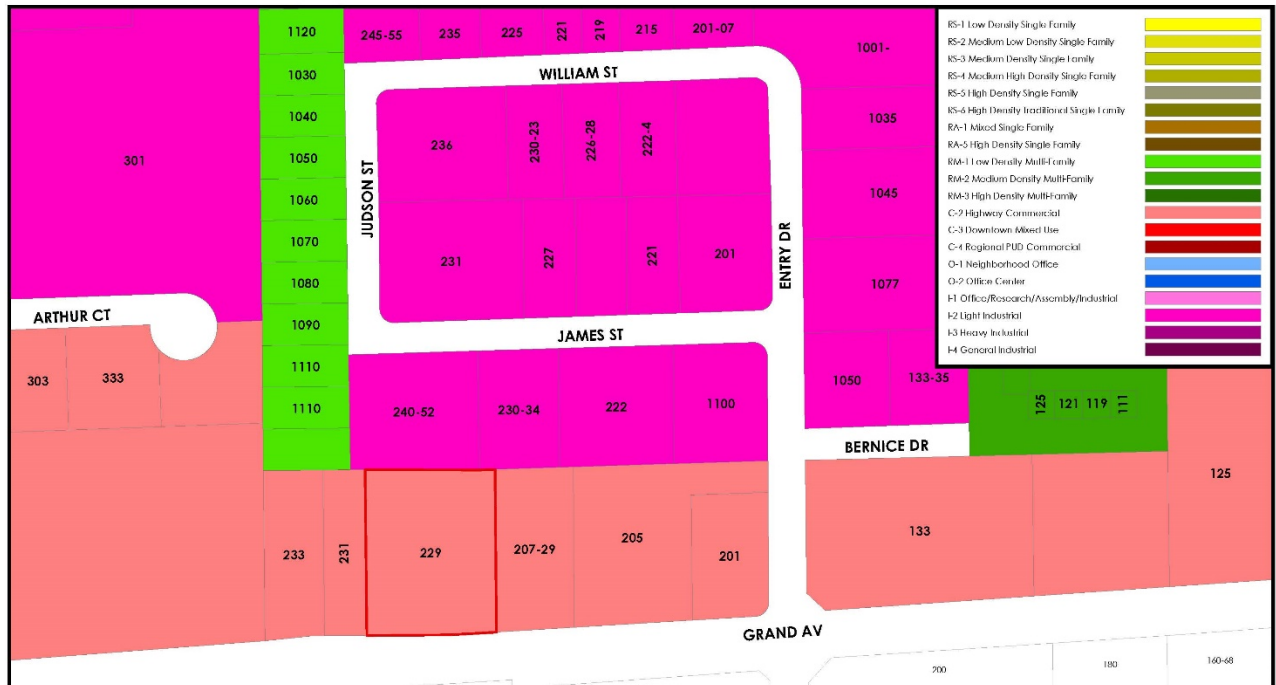 1120
245-55
235
225
221
219
215
201-07
1001-
WILLIAM ST
1030
1040
1050
1060
1070
1080
1090
1110
1110
301
236
230-23
226-28
222-4
1035
1045
1077
JUDSON ST
ENTRY DR
231
227
221
201
ARTHUR CT
JAMES ST
303
333
240-52
230-34
222
1100
1050
133-35
125
121
119
111
BERNICE DR
125
233
231
229
207-29
205
201
133
GRAND AV
200
180
160-68
RS-1 Low Density Single Family
RS-2 Medium Low Density Single Family
RS-3 Medium Density Single Family
RS-4 Medium High Density Single Family
RS-5 High Density Single Family
RS-6 High Density Traditional Single Family
RA-1 Mixed Single Family
RA-5 High Density Single Family
RM-1 Low Density Multi-Family
RM-2 Medium Density Multi-Family
RM-3 High Density Multi-Family
C-2 Highway Commercial
C-3 Downtown Mixed Use
C-4 Regional PUD Commercial
O-1 Neighborhood Office
O-2 Office Center
I-1 Office/Research/Assembly/Industrial
I-2 Light Industrial
I-3 Heavy Industrial
I-4 General Industrial